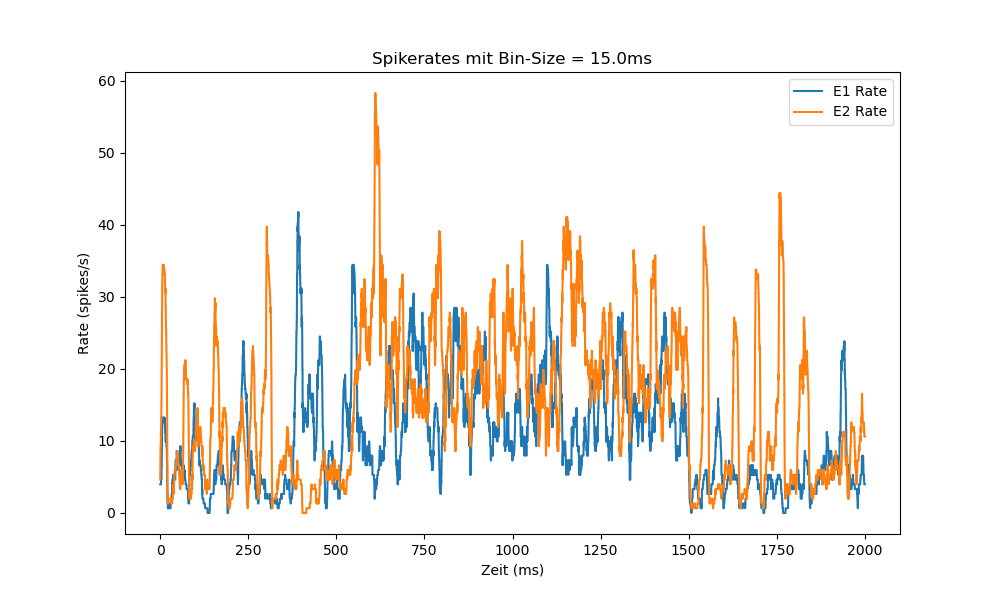 Spikerates mit Bin-Size = 15.0ms
E1 Rate
E2 Rate
60
50
40
30
20
10
0
Rate (spikes/s)
0 250 500 750 1000 1250 1500 1750 2000
Zeit (ms)